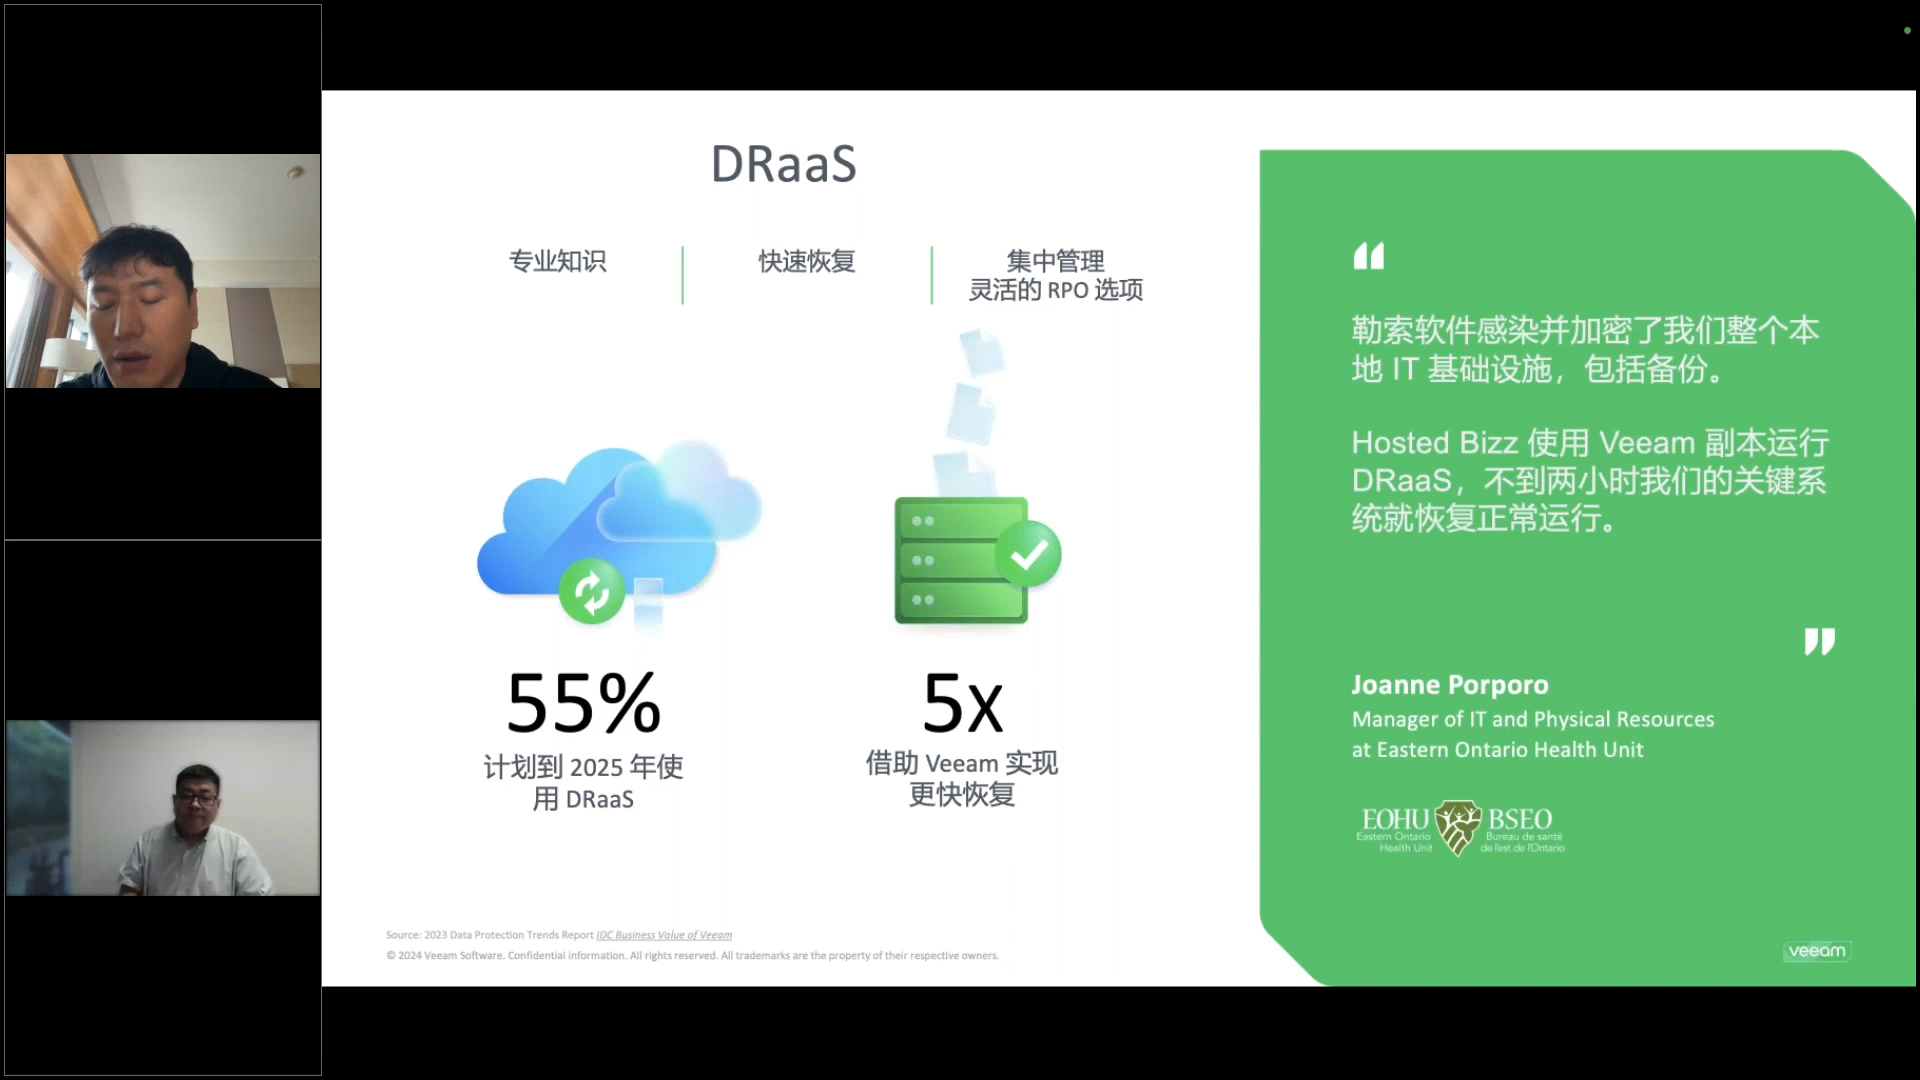 DRaaS
专业知识
快速恢复
集中管理
灵活的 RPO 选项
55%
计划到 2025 年使
用 DRaaS
5x
借助 Veeam 实现
更快恢复
Source: 2023 Data Protection Trends Report IDC Business Value of Veeam
© 2024 Veeam Software. Confidential information. All rights reserved. All trademarks are the property of their respective owners.
“
勒索软件感染并加密了我们整个本
地 IT 基础设施，包括备份。
Hosted Bizz 使用 Veeam 副本运行
DRaaS，不到两小时我们的关键系
统就恢复正常运行。
”
Joanne Porporo
Manager of IT and Physical Resources
at Eastern Ontario Health Unit
EOHU BSEO
Eastern Ontario Bureau de santé
Health Unit de l'est de l'Ontario
veeam